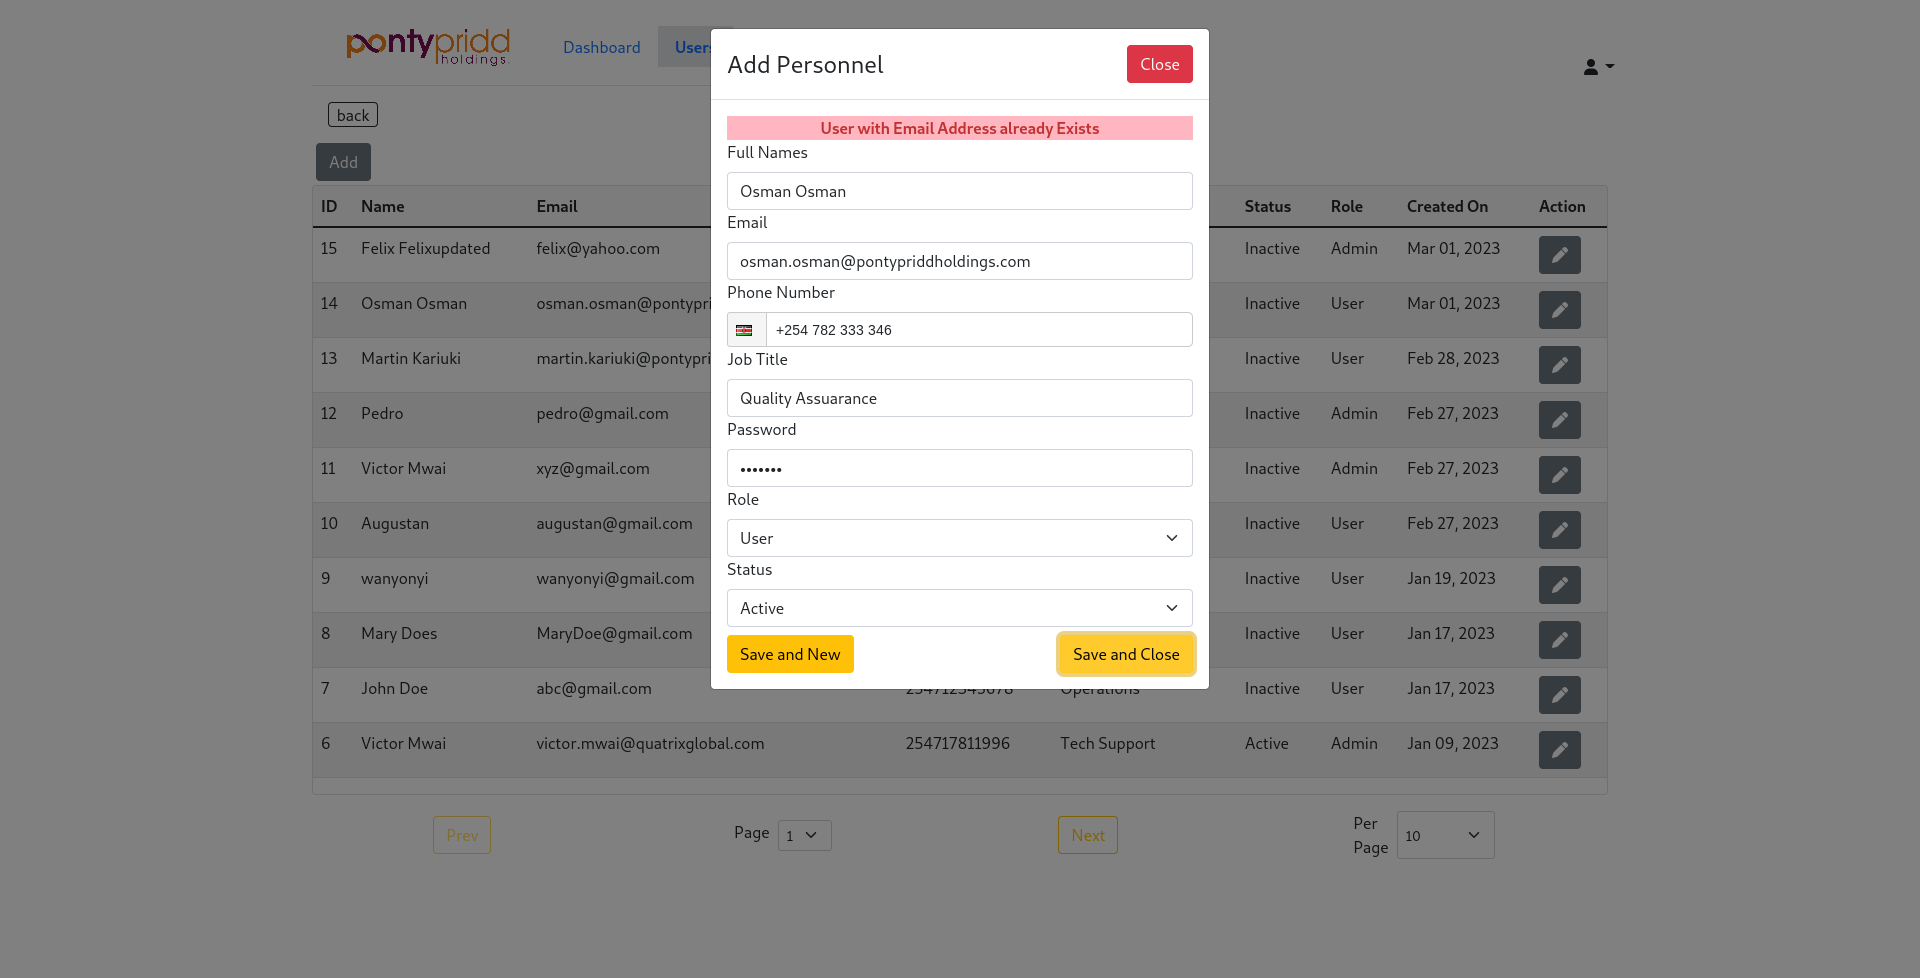 pontypridd
holdings.
Dashboard
Users
back
Add
Add Personnel
Close
User with Email Address already Exists
Full Names
Osman Osman
Email
osman.osman@pontypriddholdings.com
Phone Number
+254 782 333 346
Job Title
Quality Assuarance
Password
•••••••
Role
User
Status
Active
Save and New
Save and Close
ID Name Email Status Role Created On Action
15 Felix Felixupdated felix@yahoo.com Inactive Admin Mar 01, 2023
14 Osman Osman osman.osman@pontypri Inactive User Mar 01, 2023
13 Martin Kariuki martin.kariuki@pontypri Inactive User Feb 28, 2023
12 Pedro pedro@gmail.com Inactive Admin Feb 27, 2023
11 Victor Mwai xyz@gmail.com Inactive Admin Feb 27, 2023
10 Augustan augustan@gmail.com Inactive User Feb 27, 2023
9 wanyonyi wanyonyi@gmail.com Inactive User Jan 19, 2023
8 Mary Does MaryDoe@gmail.com Inactive User Jan 17, 2023
7 John Doe abc@gmail.com 254712345678 Operations Inactive User Jan 17, 2023
6 Victor Mwai victor.mwai@quatrixglobal.com 254717811996 Tech Support Active Admin Jan 09, 2023
Prev
Page 1
Next
Per Page 10